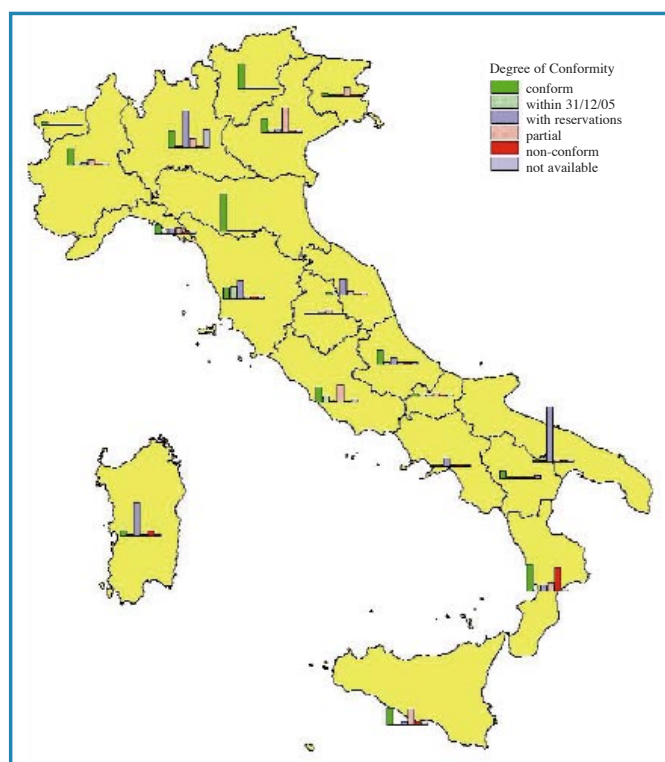 Degree of Conformity
conform
within 31/12/05
with reservations
partial
non-conform
not available